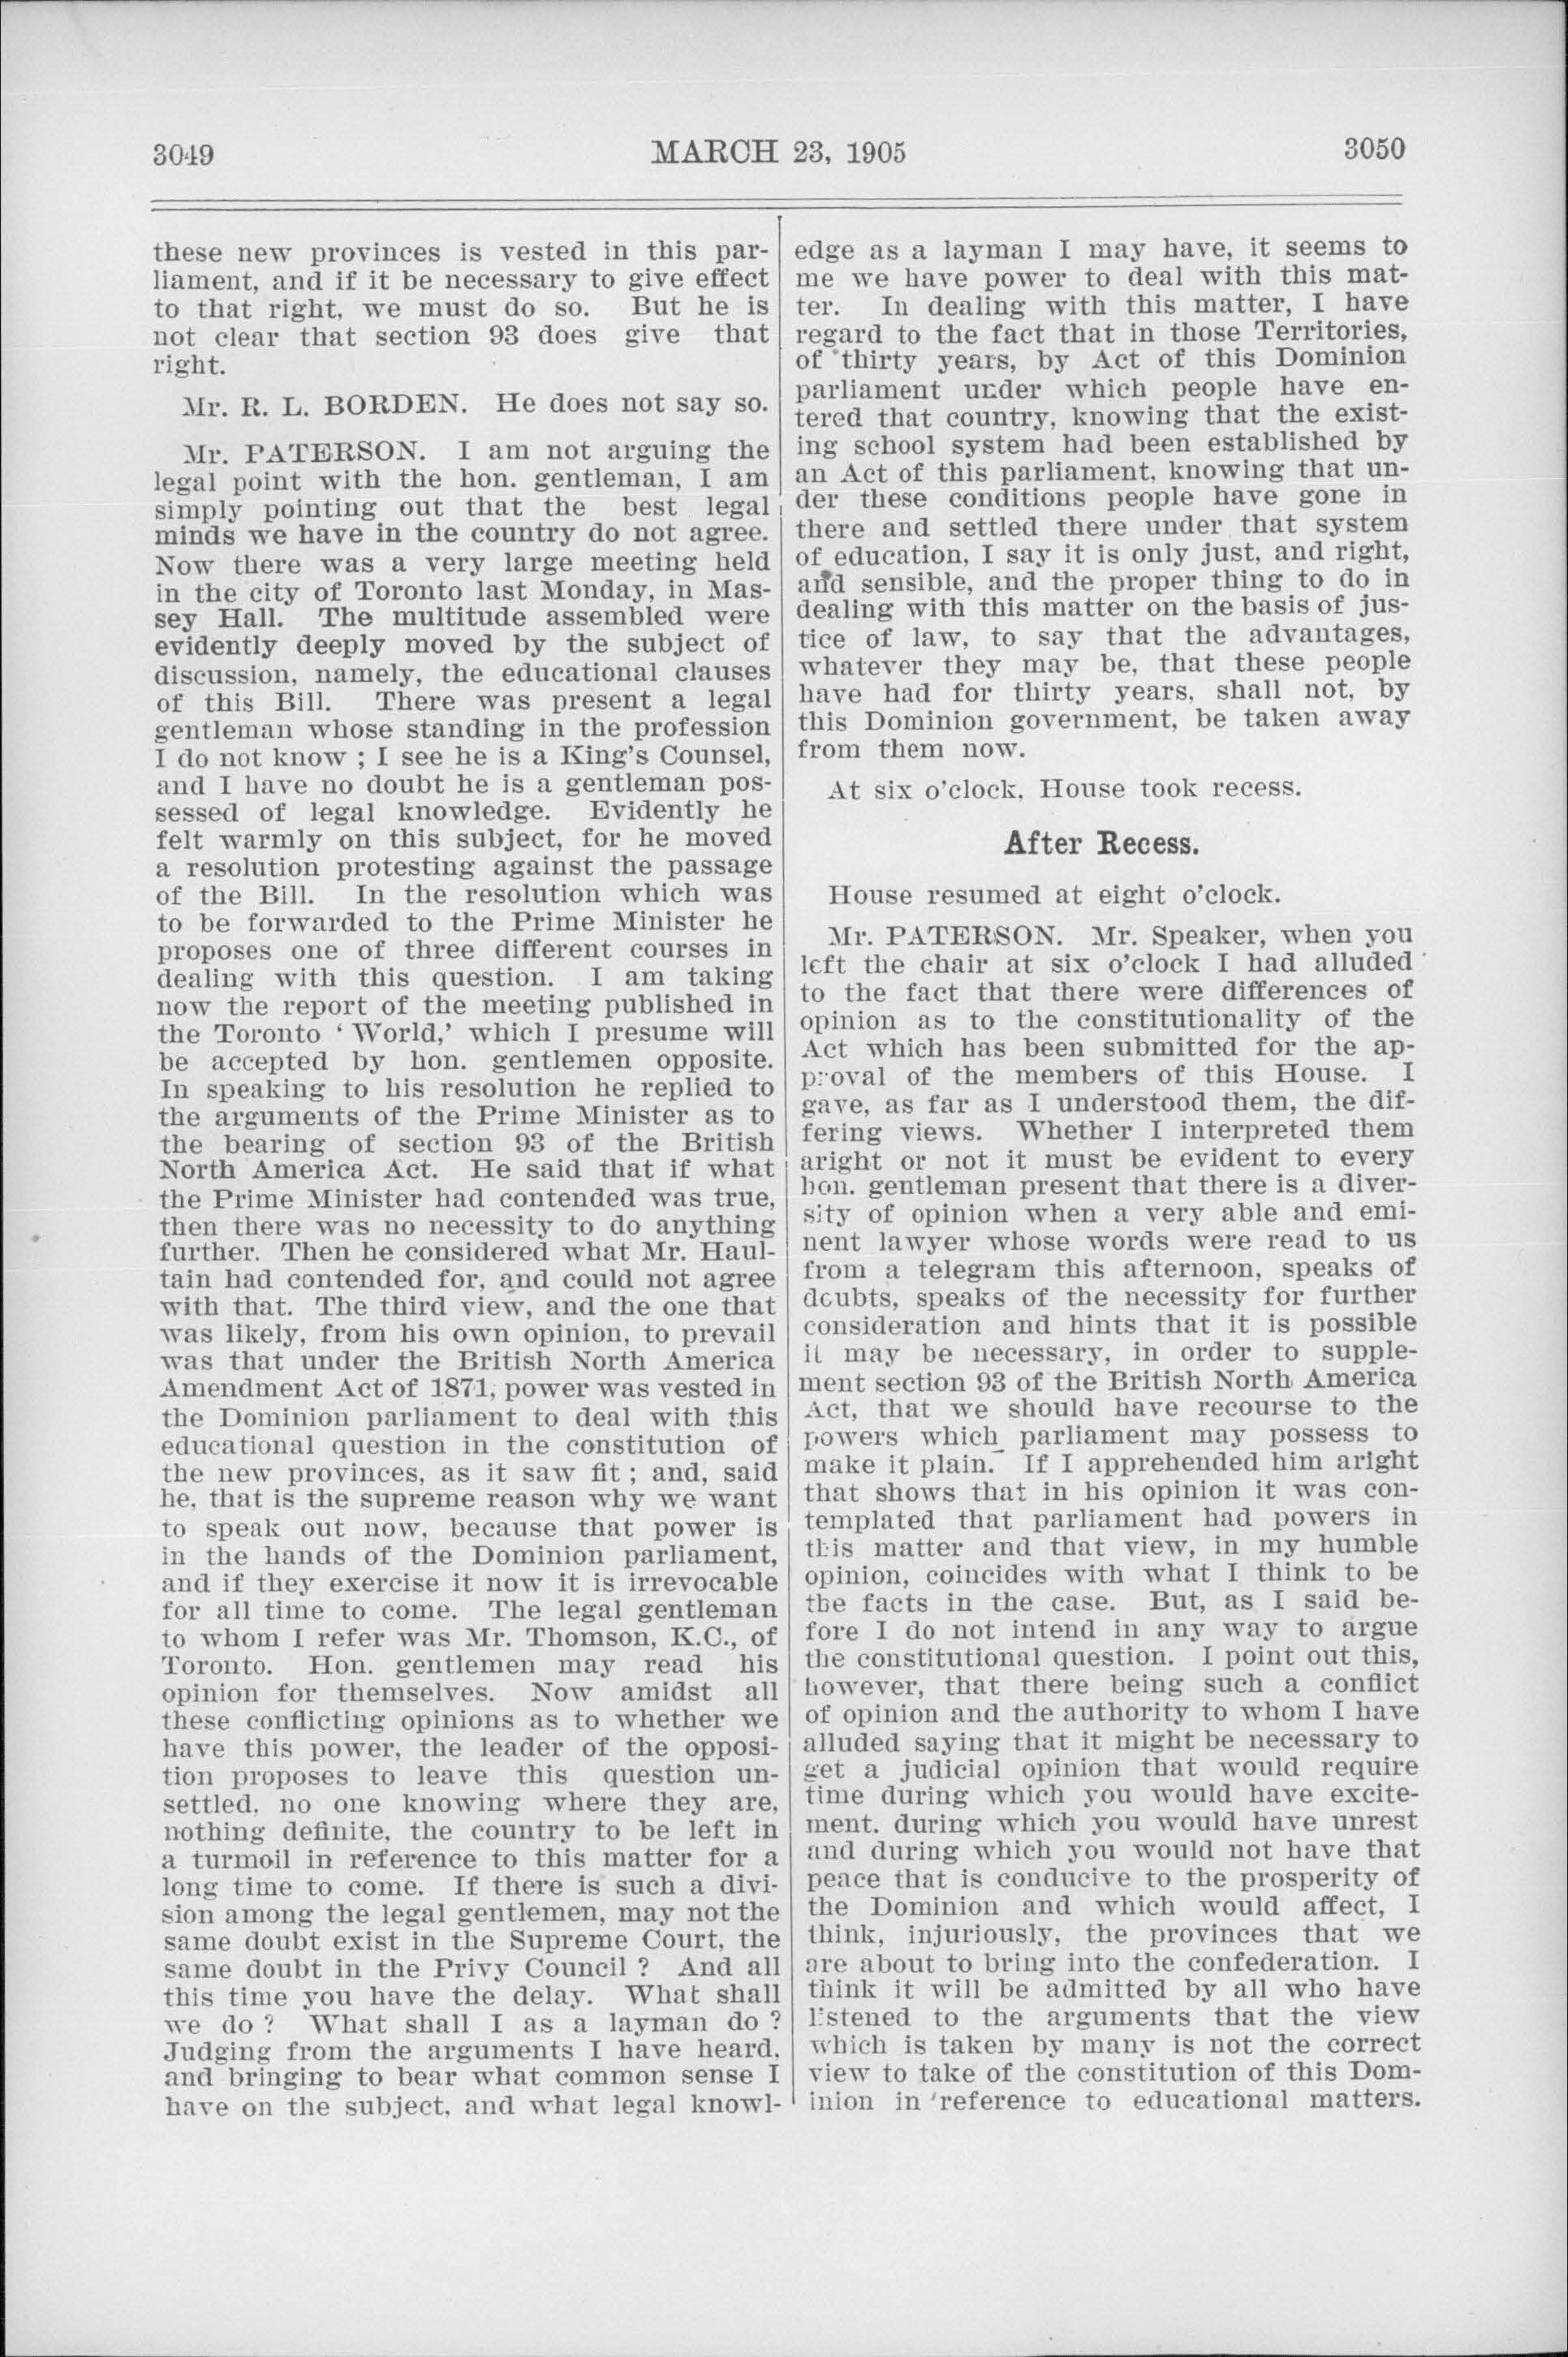 3049
MARCH 23, 1905
3050
these new provinces is vested in this par-
liament, and if it be necessary to give effect
to that right, we must do so. But he is
not clear that section 93 does give that
right.
Mr. R. L. BORDEN. He does not say so.
Mr. PATERSON. I am not arguing the
legal point with the hon. gentleman, I am
simply pointing out that the best legal
minds we have in the country do not agree.
Now there was a very large meeting held
in the city of Toronto last Monday, in Mas-
sey Hall. The multitude assembled were
evidently deeply moved by the subject of
discussion, namely, the educational clauses
of this Bill. There was present a legal
gentleman whose standing in the profession
I do not know ; I see he is a King's Counsel,
and I have no doubt he is a gentleman pos-
sessed of legal knowledge. Evidently he
felt warmly on this subject, for he moved
a resolution protesting against the passage
of the Bill. In the resolution which was
to be forwarded to the Prime Minister he
proposes one of three different courses in
dealing with this question. I am taking
now the report of the meeting published in
the Toronto ' World,' which I presume will
be accepted by hon. gentlemen opposite.
In speaking to his resolution he replied to
the arguments of the Prime Minister as to
the bearing of section 93 of the British
North America Act. He said that if what
the Prime Minister had contended was true,
then there was no necessity to do anything
further. Then he considered what Mr. Haul-
tain had contended for, and could not agree
with that. The third view, and the one that
was likely, from his own opinion, to prevail
was that under the British North America
Amendment Act of 1871, power was vested in
the Dominion parliament to deal with this
educational question in the constitution of
the new provinces, as it saw fit ; and, said
he, that is the supreme reason why we want
to speak out now, because that power is
in the hands of the Dominion parliament,
and if they exercise it now it is irrevocable
for all time to come. The legal gentleman
to whom I refer was Mr. Thomson, K.C., of
Toronto. Hon. gentlemen may read his
opinion for themselves. Now amidst all
these conflicting opinions as to whether we
have this power, the leader of the opposi-
tion proposes to leave this question un-
settled, no one knowing where they are,
nothing definite, the country to be left in
a turmoil in reference to this matter for a
long time to come. If there is such a divi-
sion among the legal gentlemen, may not the
same doubt exist in the Supreme Court, the
same doubt in the Privy Council ? And all
this time you have the delay. What shall
we do ? What shall I as a layman do ?
Judging from the arguments I have heard,
and bringing to bear what common sense I
have on the subject, and what legal knowl-
edge as a layman I may have, it seems to
me we have power to deal with this mat-
ter. In dealing with this matter, I have
regard to the fact that in those Territories,
of thirty years, by Act of this Dominion
parliament under which people have en-
tered that country, knowing that the exist-
ing school system had been established by
an Act of this parliament, knowing that un-
der these conditions people have gone in
there and settled there under that system
of education, I say it is only just, and right,
and sensible, and the proper thing to do in
dealing with this matter on the basis of jus-
tice of law, to say that the advantages,
whatever they may be, that these people
have had for thirty years, shall not, by
this Dominion government, be taken away
from them now.
At six o'clock, House took recess.
After Recess.
House resumed at eight o'clock.
Mr. PATERSON. Mr. Speaker, when you
left the chair at six o'clock I had alluded
to the fact that there were differences of
opinion as to the constitutionality of the
Act which has been submitted for the ap-
proval of the members of this House. I
gave, as far as I understood them, the dif-
fering views. Whether I interpreted them
aright or not it must be evident to every
hon. gentleman present that there is a diver-
sity of opinion when a very able and emi-
nent lawyer whose words were read to us
from a telegram this afternoon, speaks of
doubts, speaks of the necessity for further
consideration and hints that it is possible
it may be necessary, in order to supple-
ment section 93 of the British North America
Act, that we should have recourse to the
powers which parliament may possess to
make it plain. If I apprehended him aright
that shows that in his opinion it was con-
templated that parliament had powers in
this matter and that view, in my humble
opinion, coincides with what I think to be
the facts in the case. But, as I said be-
fore I do not intend in any way to argue
the constitutional question. I point out this,
however, that there being such a conflict
of opinion and the authority to whom I have
alluded saying that it might be necessary to
get a judicial opinion that would require
time during which you would have excite-
ment, during which you would have unrest
and during which you would not have that
peace that is conducive to the prosperity of
the Dominion and which would affect, I
think, injuriously, the provinces that we
are about to bring into the confederation. I
think it will be admitted by all who have
listened to the arguments that the view
which is taken by many is not the correct
view to take of the constitution of this Dom-
inion in reference to educational matters.